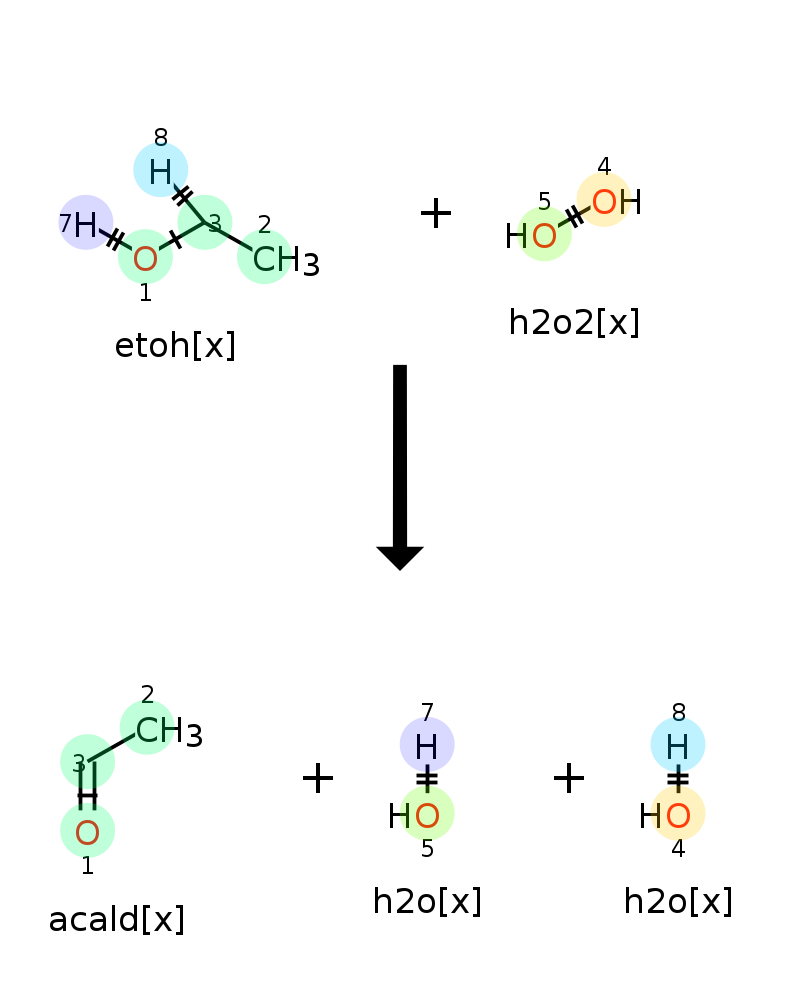 8
H
4
7H
3
2
+
5
OH
HO
O
CH3
1
etoh[x]
h2o2[x]
2
7
8
CH3
H
H
3
+
+
O
HO
HO
1
5
4
acald[x]
h2o[x]
h2o[x]